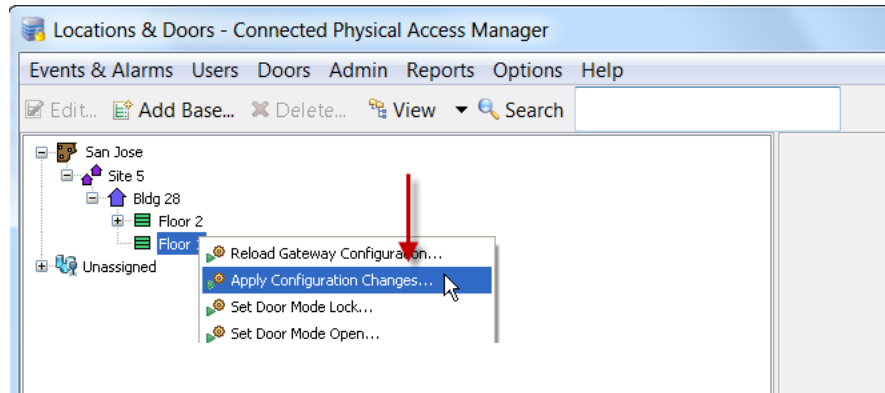 Locations & Doors - Connected Physical Access Manager
Events & Alarms Users Doors Admin Reports Options Help
Edit... Add Base... Delete... View Search
San Jose
Site 5
Bldg 28
Floor 2
Floor
Unassigned
Reload Gateway Configuration...
Apply Configuration Changes...
Set Door Mode Lock...
Set Door Mode Open...